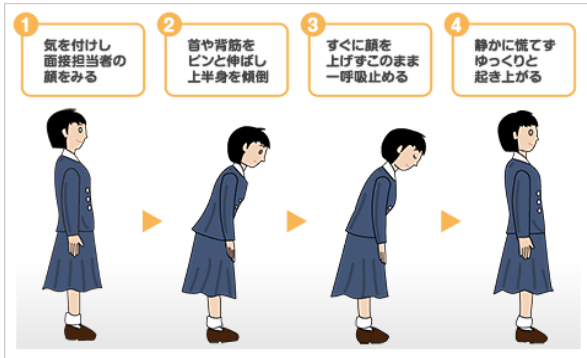 1
気を付けし
面接担当者の
顔をみる
2
首や背筋を
ピンと伸ばし
上半身を傾倒
3
すぐに顔を
上げずこのまま
一呼吸止める
4
静かに慌てず
ゆっくりと
起き上がる